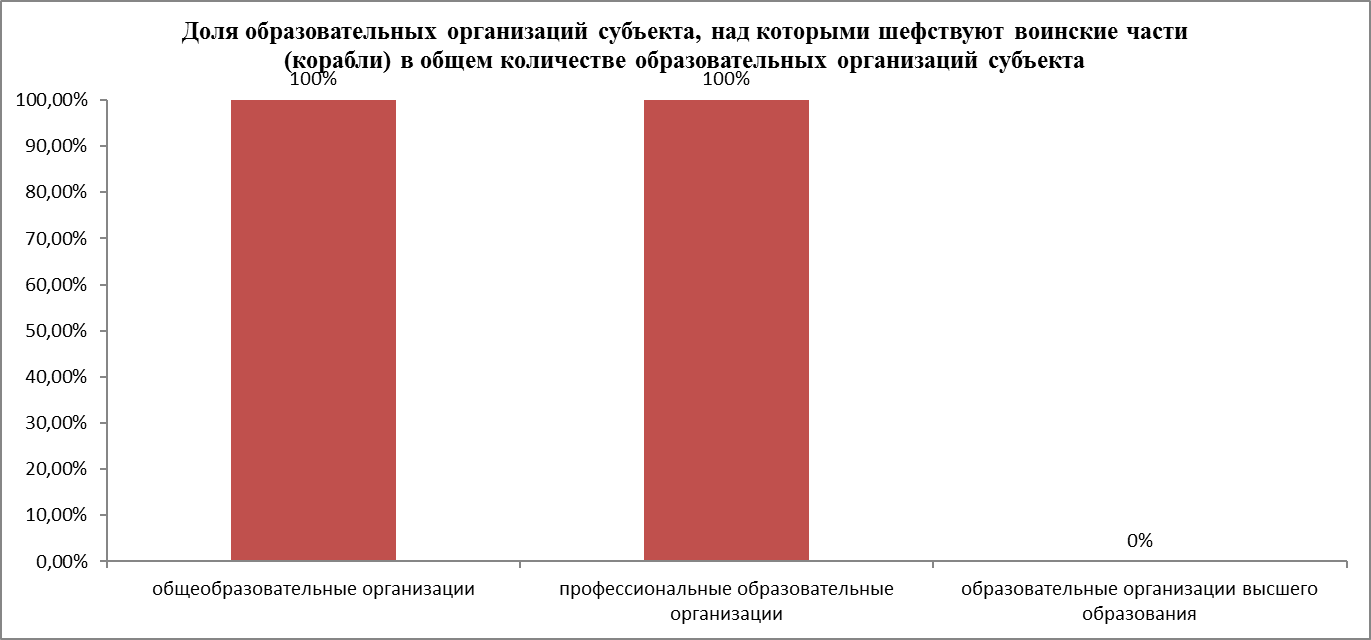 Доля образовательных организаций субъекта, над которыми шефствуют воинские части
(корабли) в общем количестве образовательных организаций субъекта
100%
100%
0%
100,00%
90,00%
80,00%
70,00%
60,00%
50,00%
40,00%
30,00%
20,00%
10,00%
0,00%
общеобразовательные организации
профессиональные образовательные
организации
образовательные организации высшего
образования